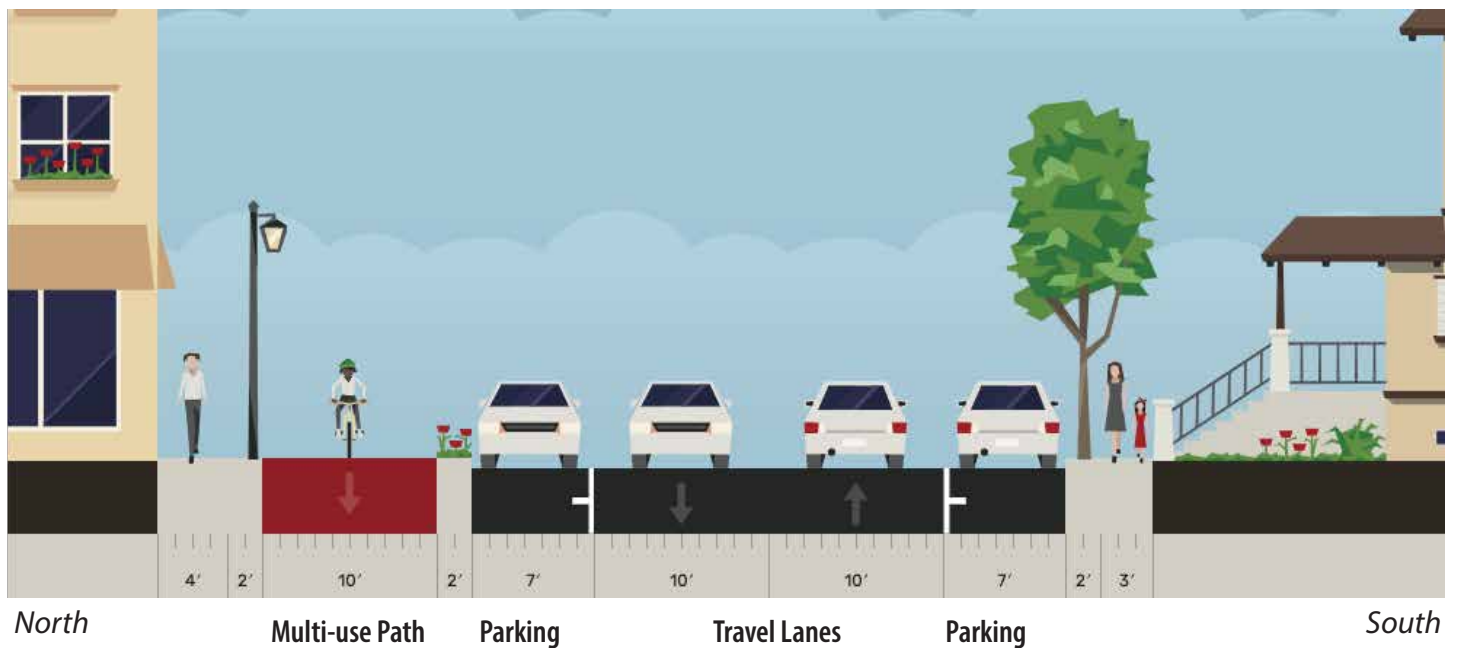 4′ 2′ 10′ 2′ 7′ 10′ 10′ 7′ 2′ 3′
North Multi-use Path Parking Travel Lanes Parking South